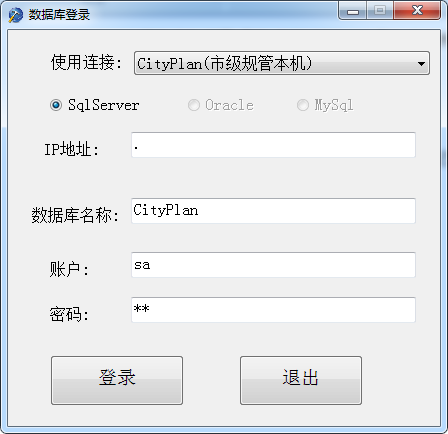 数据库登录
使用连接: CityPlan(市级规管本机)
SqlServer Oracle MySql
IP地址: .
数据库名称: CityPlan
账户: sa
密码: **
登录 退出